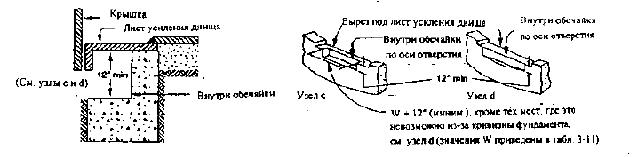 Крышка
Лист усиления днища
12" min
(См. узлы с и d)
Внутри обечайки
Вырез под лист усиления днища
Внутри обечайки
по оси отверстия
Внутри обечайки
по оси отверстия
12" min
Узел с
Узел d
W = 12" (миним.), кроме тех мест, где это
невозможно из-за кривизны фундамента,
см. узел d (значения W приведены в табл. 3-11)